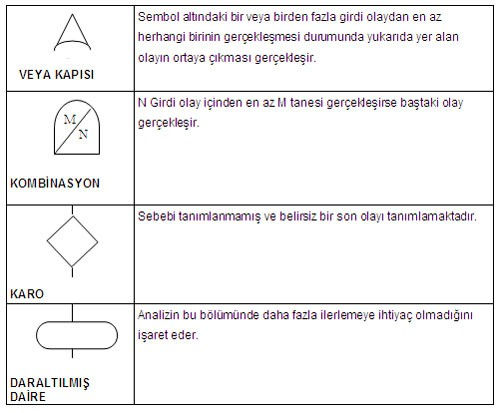 VEYA KAPISI
Sembol altındaki bir veya birden fazla girdi olaydan en az
herhangi birinin gerçekleşmesi durumunda yukarıda yer alan
olayın ortaya çıkması gerçekleşir.
M
N
KOMBİNASYON
N Girdi olay içinden en az M tanesi gerçekleşirse baştaki olay
gerçekleşir.
KARO
Sebebi tanımlanmamış ve belirsiz bir son olayı tanımlamaktadır.
DARALTILMIŞ
DAİRE
Analizin bu bölümünde daha fazla ilerlemeye ihtiyaç olmadığını
işaret eder.